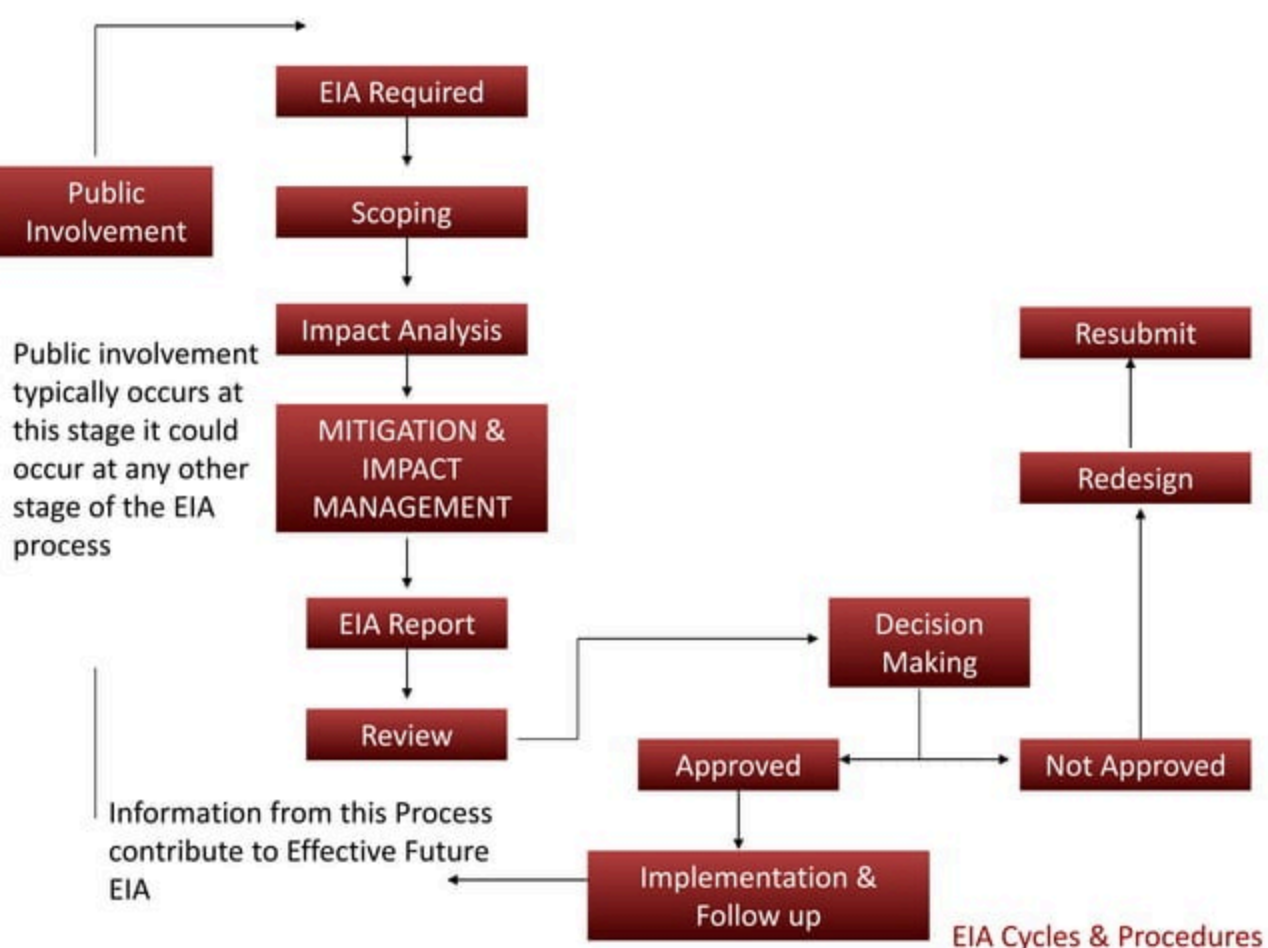 EIA Required
Public
Involvement
Scoping
Impact Analysis
Public involvement
typically occurs at
this stage it could
occur at any other
stage of the EIA
process
MITIGATION &
IMPACT
MANAGEMENT
EIA Report
Review
Decision
Making
Resubmit
Redesign
Approved
Not Approved
Information from this Process
contribute to Effective Future
EIA
Implementation &
Follow up
EIA Cycles & Procedures